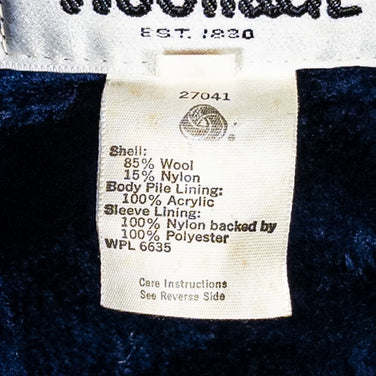 EST. 1830
27041
Shell:
85% Wool
15% Nylon
Body Pile Lining:
100% Acrylic
Sleeve Lining:
100% Nylon backed by
100% Polyester
WPL 6635
Care Instructions
See Reverse Side